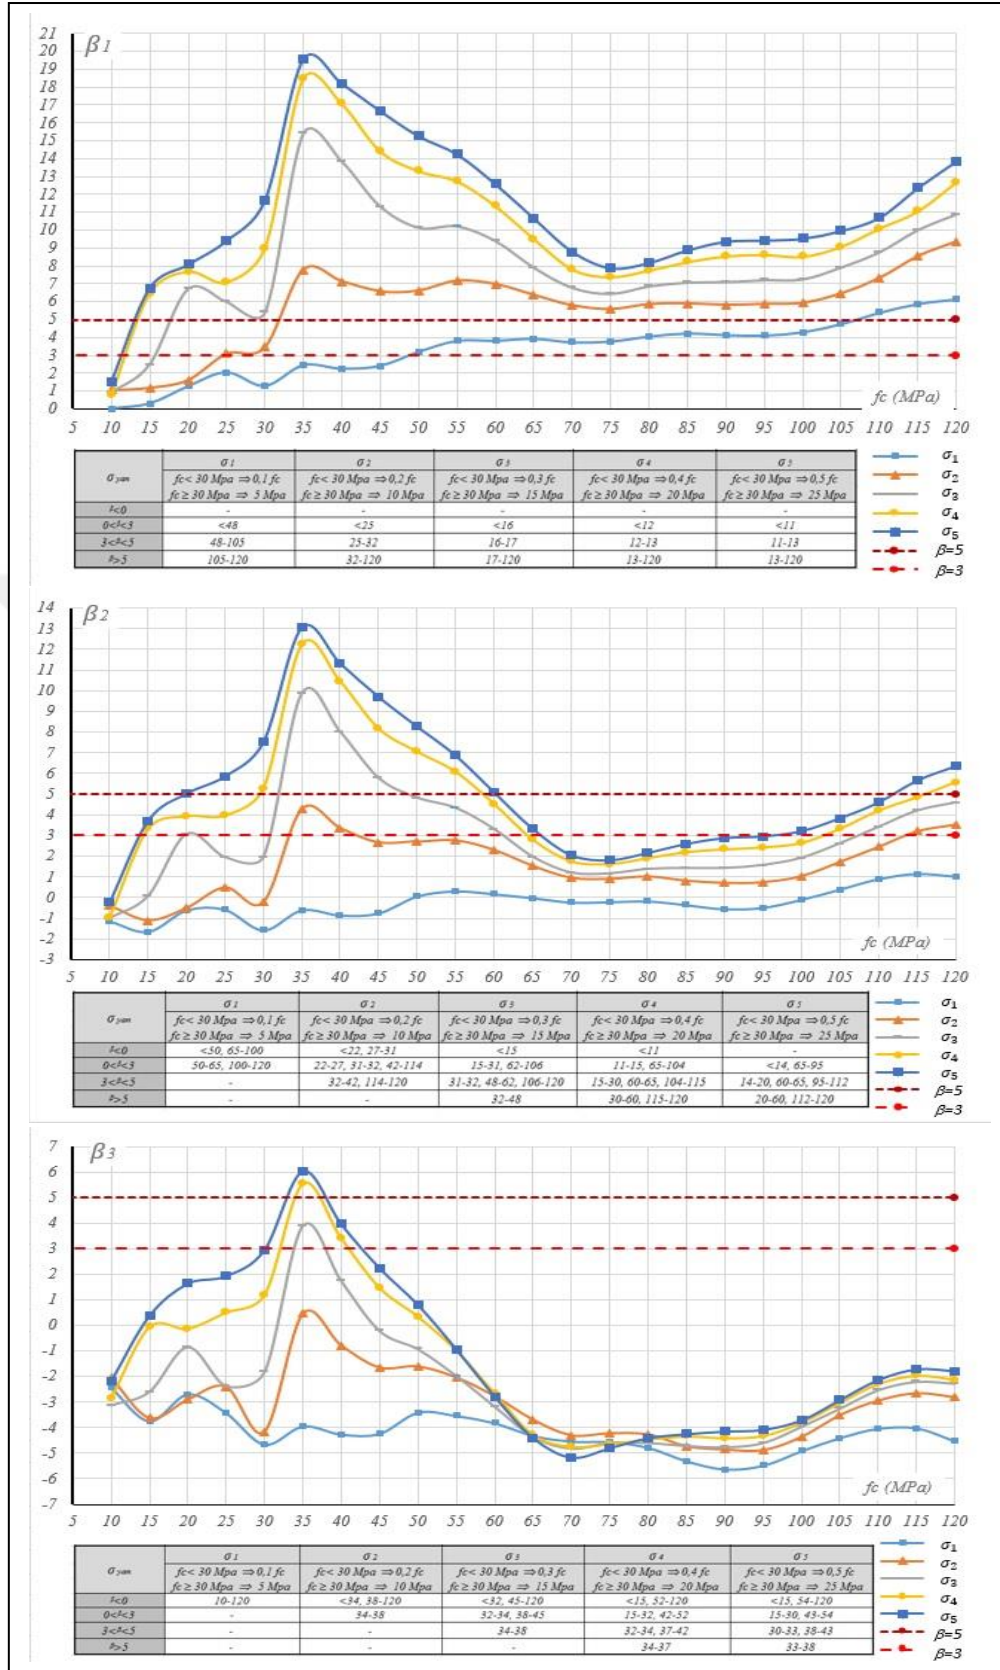 β1
21
20
19
18
17
16
15
14
13
12
11
10
9
8
7
6
5
4
3
2
1
0
fc (MPa)
5 10 15 20 25 30 35 40 45 50 55 60 65 70 75 80 85 90 95 100 105 110 115 120
σyan σ1 σ2 σ3 σ4 σ5
fc< 30 Mpa ⇒0,1 fc fc< 30 Mpa ⇒0,2 fc fc< 30 Mpa ⇒0,3 fc fc< 30 Mpa ⇒0,4 fc fc< 30 Mpa ⇒0,5 fc
fc ≥ 30 Mpa ⇒ 5 Mpa fc ≥ 30 Mpa ⇒ 10 Mpa fc ≥ 30 Mpa ⇒ 15 Mpa fc ≥ 30 Mpa ⇒ 20 Mpa fc ≥ 30 Mpa ⇒ 25 Mpa
β<0 - - - - -
0<β<3 <48 <25 <16 <12 <11
3<β<5 48-105 25-32 16-17 12-13 11-13
β>5 105-120 32-120 17-120 13-120 13-120
σ1
σ2
σ3
σ4
σ5
β=5
β=3
β2
14
13
12
11
10
9
8
7
6
5
4
3
2
1
0
-1
-2
-3
fc (MPa)
5 10 15 20 25 30 35 40 45 50 55 60 65 70 75 80 85 90 95 100 105 110 115 120
σyan σ1 σ2 σ3 σ4 σ5
fc< 30 Mpa ⇒0,1 fc fc< 30 Mpa ⇒0,2 fc fc< 30 Mpa ⇒0,3 fc fc< 30 Mpa ⇒0,4 fc fc< 30 Mpa ⇒0,5 fc
fc ≥ 30 Mpa ⇒ 5 Mpa fc ≥ 30 Mpa ⇒ 10 Mpa fc ≥ 30 Mpa ⇒ 15 Mpa fc ≥ 30 Mpa ⇒ 20 Mpa fc ≥ 30 Mpa ⇒ 25 Mpa
β<0 <50, 65-100 <22, 27-31 <15 <11 -
0<β<3 50-65, 100-120 22-27, 31-32, 42-114 15-31, 62-106 11-15, 65-104 <14, 65-95
3<β<5 - 32-42, 114-120 31-32, 48-62, 106-120 15-30, 60-65, 104-115 14-20, 60-65, 95-112
β>5 - - 32-48 30-60, 115-120 20-60, 112-120
σ1
σ2
σ3
σ4
σ5
β=5
β=3
β3
7
6
5
4
3
2
1
0
-1
-2
-3
-4
-5
-6
-7
fc (MPa)
5 10 15 20 25 30 35 40 45 50 55 60 65 70 75 80 85 90 95 100 105 110 115 120
σyan σ1 σ2 σ3 σ4 σ5
fc< 30 Mpa ⇒0,1 fc fc< 30 Mpa ⇒0,2 fc fc< 30 Mpa ⇒0,3 fc fc< 30 Mpa ⇒0,4 fc fc< 30 Mpa ⇒0,5 fc
fc ≥ 30 Mpa ⇒ 5 Mpa fc ≥ 30 Mpa ⇒ 10 Mpa fc ≥ 30 Mpa ⇒ 15 Mpa fc ≥ 30 Mpa ⇒ 20 Mpa fc ≥ 30 Mpa ⇒ 25 Mpa
β<0 10-120 <34, 38-120 <32, 45-120 <15, 52-120 <15, 54-120
0<β<3 - 34-38 32-34, 38-45 15-32, 42-52 15-30, 43-54
3<β<5 - - 34-38 32-34, 37-42 30-33, 38-43
β>5 - - - 34-37 33-38
σ1
σ2
σ3
σ4
σ5
β=5
β=3